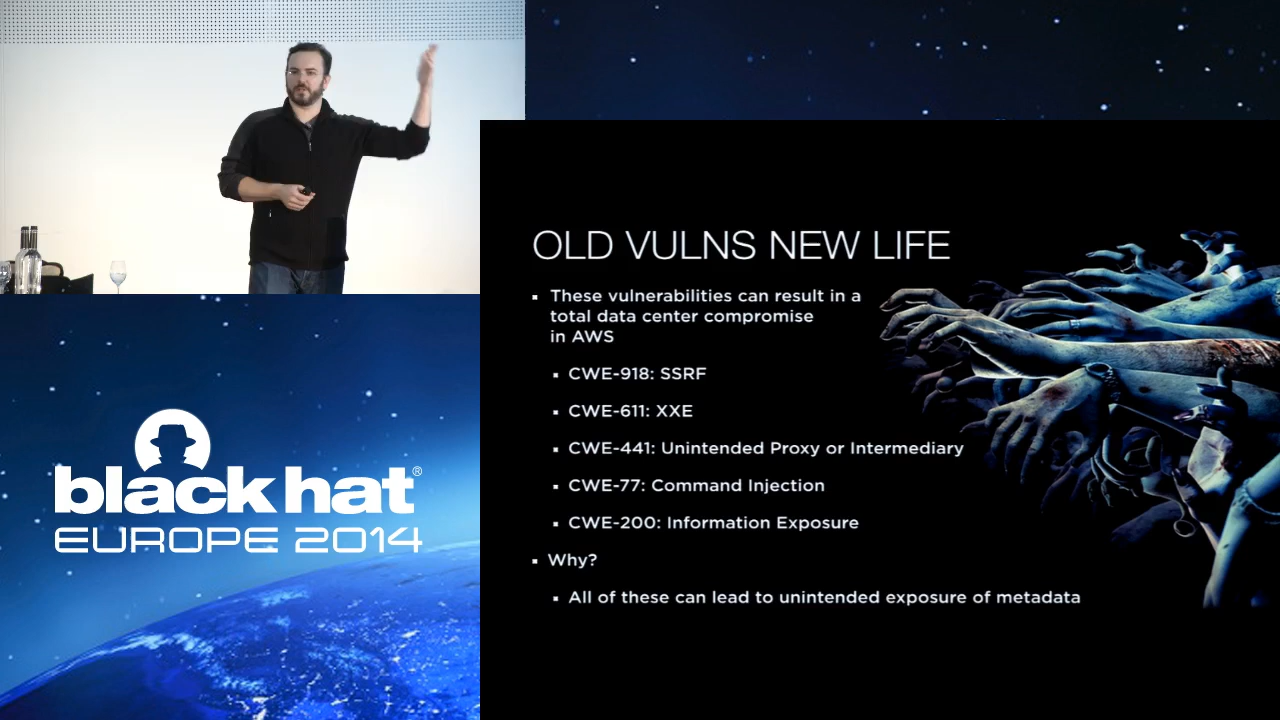 OLD VULNS NEW LIFE
▪ These vulnerabilities can result in a
total data center compromise
in AWS
▪ CWE-918: SSRF
▪ CWE-611: XXE
▪ CWE-441: Unintended Proxy or Intermediary
▪ CWE-77: Command Injection
▪ CWE-200: Information Exposure
▪ Why?
▪ All of these can lead to unintended exposure of metadata
black hat®
EUROPE 2014